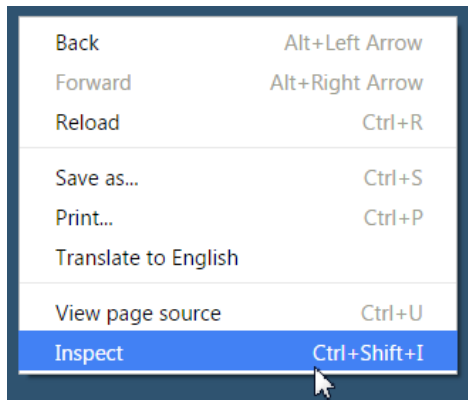 Back Alt+Left Arrow
Forward Alt+Right Arrow
Reload Ctrl+R
Save as... Ctrl+S
Print... Ctrl+P
Translate to English
View page source Ctrl+U
Inspect Ctrl+Shift+I